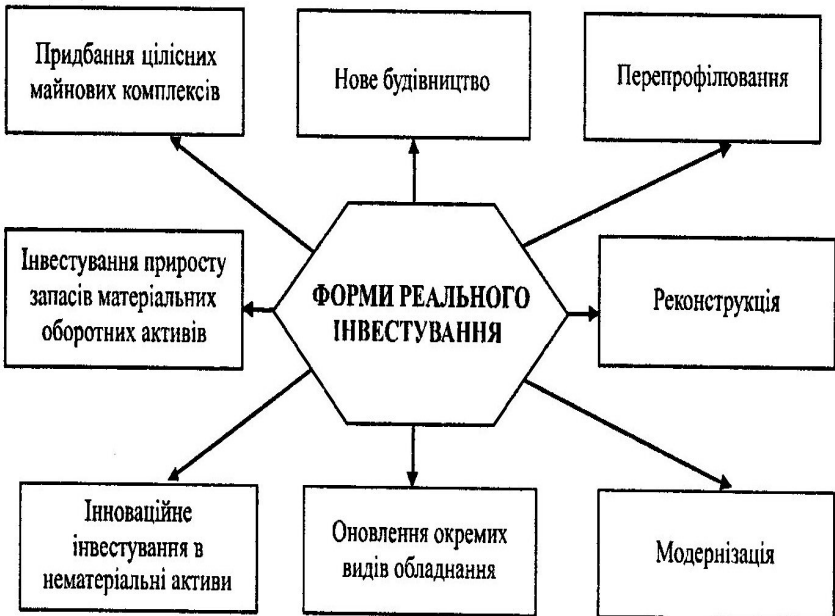 Придбання цілісних
майнових комплексів
Нове будівництво
Перепрофілювання
Інвестування приросту
запасів матеріальних
оборотних активів
ФОРМИ РЕАЛЬНОГО
ІНВЕСТУВАННЯ
Реконструкція
Інноваційне
інвестування в
нематеріальні активи
Оновлення окремих
видів обладнання
Модернізація